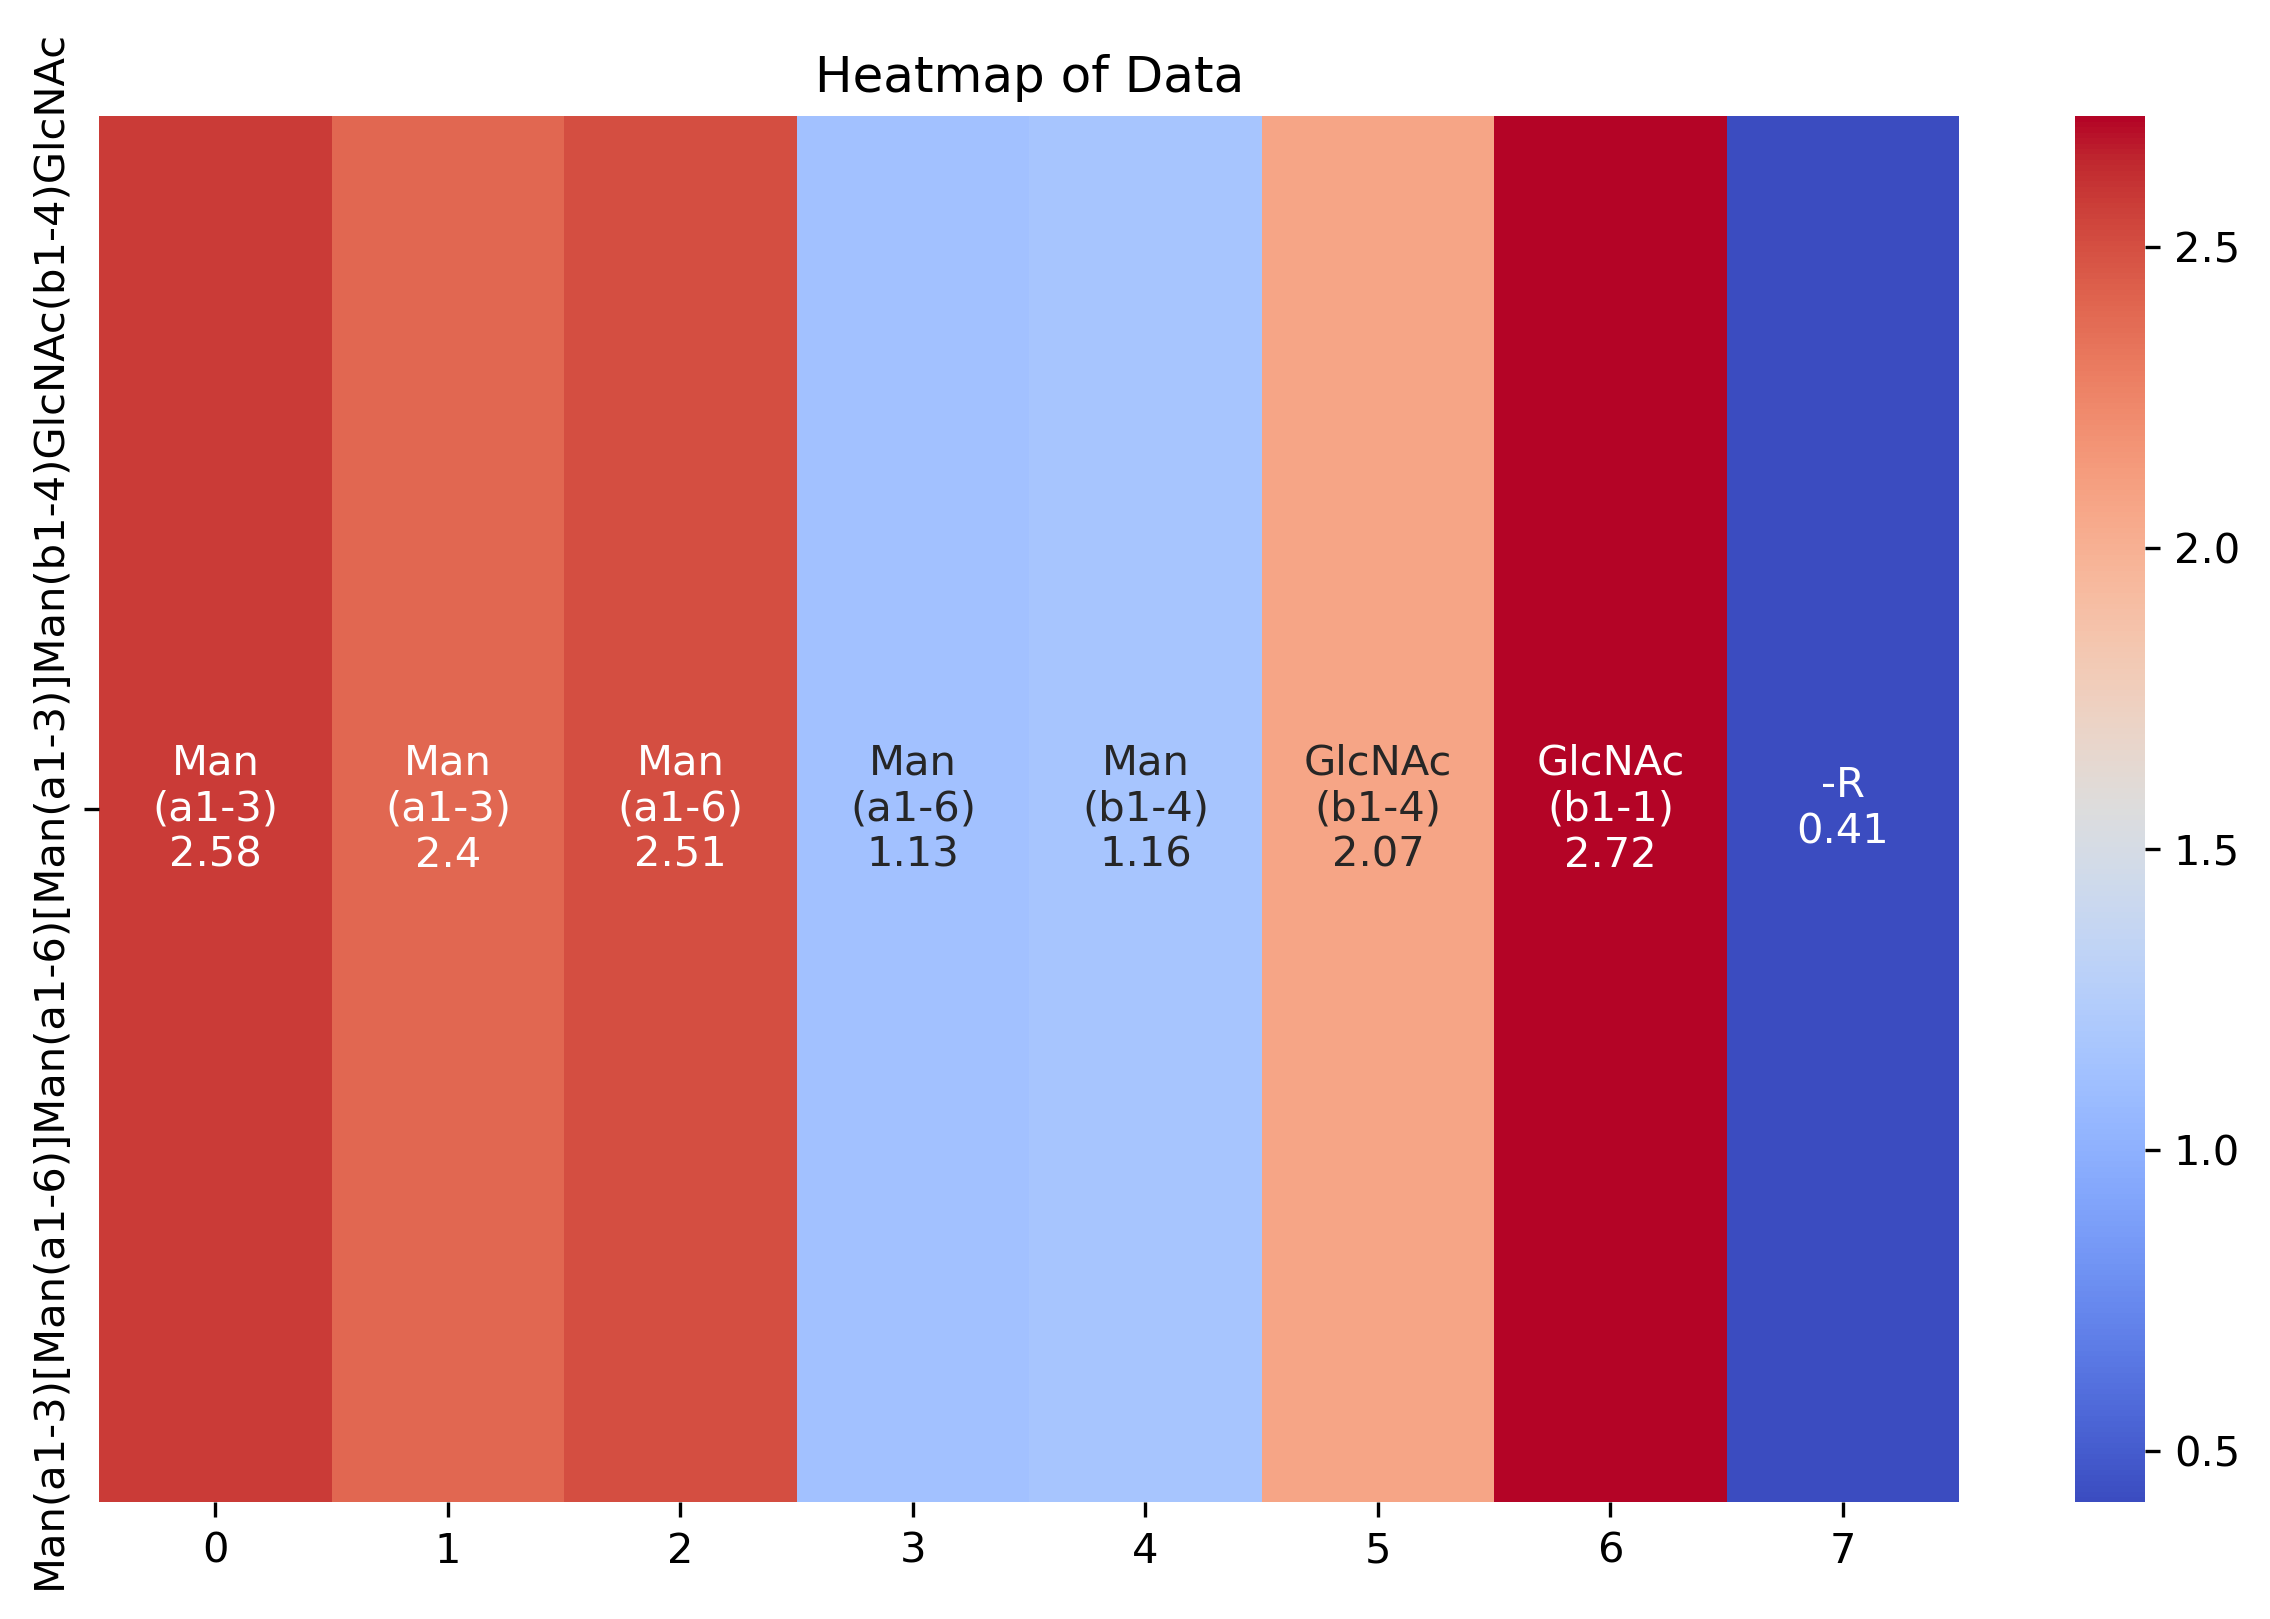 Heatmap of Data
Man(a1-3)[Man(a1-6)]Man(a1-6)[Man(a1-3)]Man(b1-4)GlcNAc(b1-4)GlcNAc
Man
(a1-3)
2.58
Man
(a1-3)
2.4
Man
(a1-6)
2.51
Man
(a1-6)
1.13
Man
(b1-4)
1.16
GlcNAc
(b1-4)
2.07
GlcNAc
(b1-1)
2.72
-R
0.41
0
1
2
3
4
5
6
7
2.5
2.0
1.5
1.0
0.5